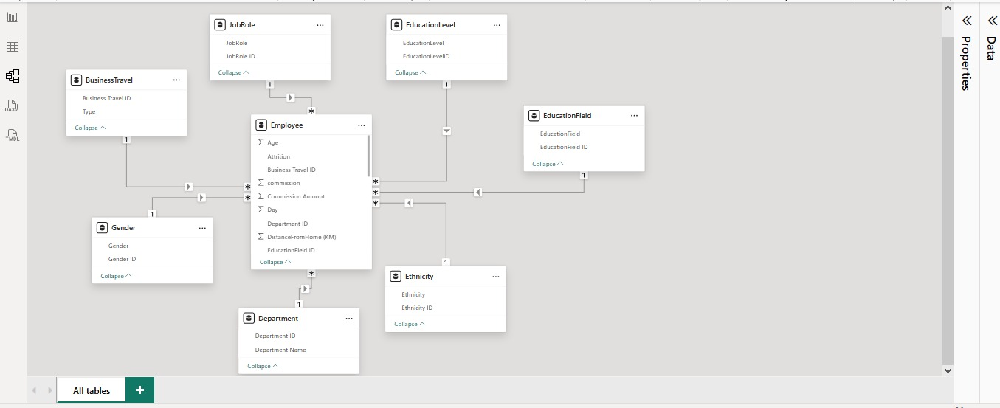 JobRole
JobRole
JobRole ID
Collapse
EducationLevel
EducationLevel
EducationLevelID
Collapse
BusinessTravel
Business Travel ID
Type
Collapse
Employee
Age
Attrition
Business Travel ID
commission
Commission Amount
Day
Department ID
DistanceFromHome (KM)
EducationField ID
Collapse
EducationField
EducationField
EducationField ID
Collapse
Gender
Gender
Gender ID
Collapse
Ethnicity
Ethnicity
Ethnicity ID
Collapse
Department
Department ID
Department Name
Collapse
1
*
1
*
1
*
1
*
1
*
1
*
1
*
DAX
TMDL
Properties
Data
All tables
+